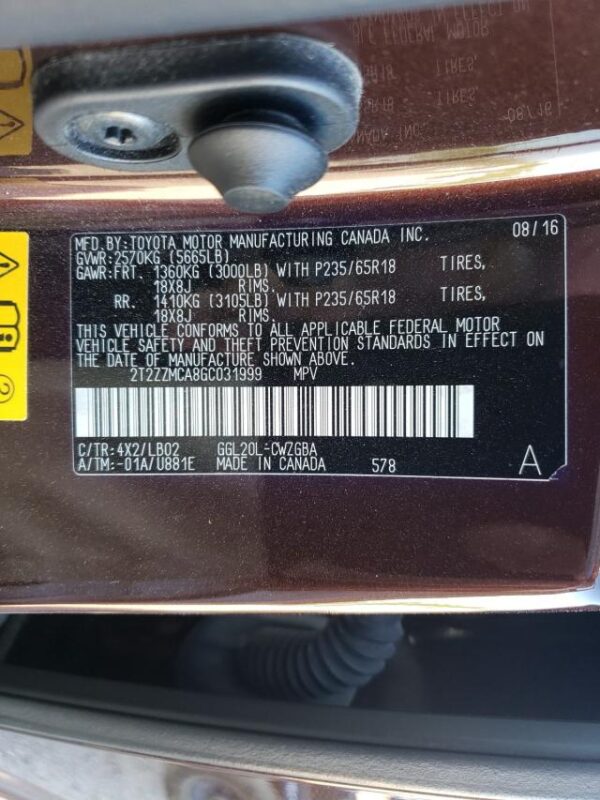 MFD.BY:TOYOTA MOTOR MANUFACTURING CANADA INC. 08/16
GVWR:2570KG (5665LB)
GAWR:FRT. 1360KG (3000LB) WITH P235/65R18 TIRES,
18X8J RIMS.
RR. 1410KG (3105LB) WITH P235/65R18 TIRES,
18X8J RIMS.
THIS VEHICLE CONFORMS TO ALL APPLICABLE FEDERAL MOTOR
VEHICLE SAFETY AND THEFT PREVENTION STANDARDS IN EFFECT ON
THE DATE OF MANUFACTURE SHOWN ABOVE.
2T2ZZMCA8GC031999 MPV
C/TR:4X2/LB02 GGL20L-CWZGBA
A/TM:-01A/U881E MADE IN CANADA 578 A
2